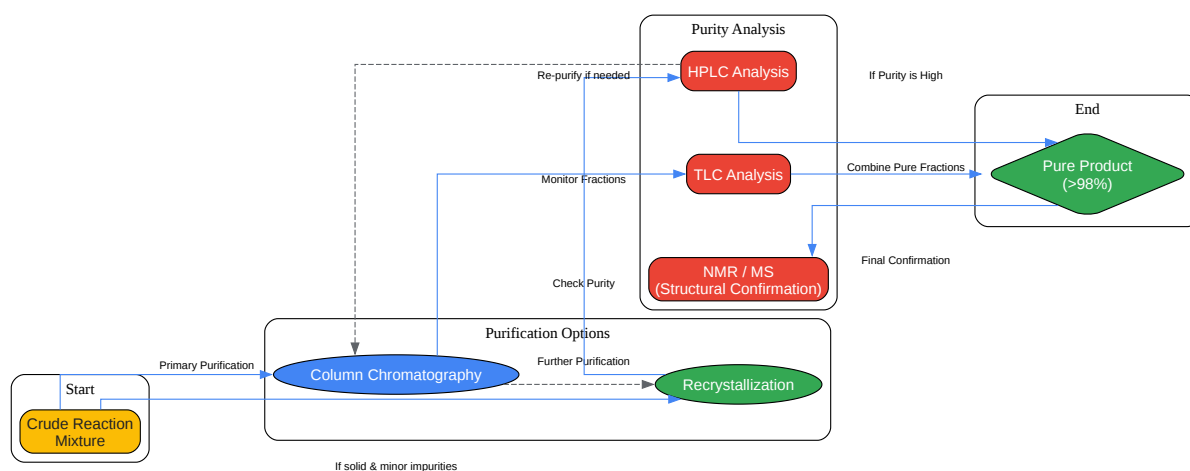 Purity Analysis
HPLC Analysis
Re-purify if needed
If Purity is High
End
Pure Product
(>98%)
TLC Analysis
Monitor Fractions
Combine Pure Fractions
NMR / MS
(Structural Confirmation)
Final Confirmation
Check Purity
Purification Options
Primary Purification
Column Chromatography
Further Purification
Recrystallization
Start
Crude Reaction
Mixture
If solid & minor impurities